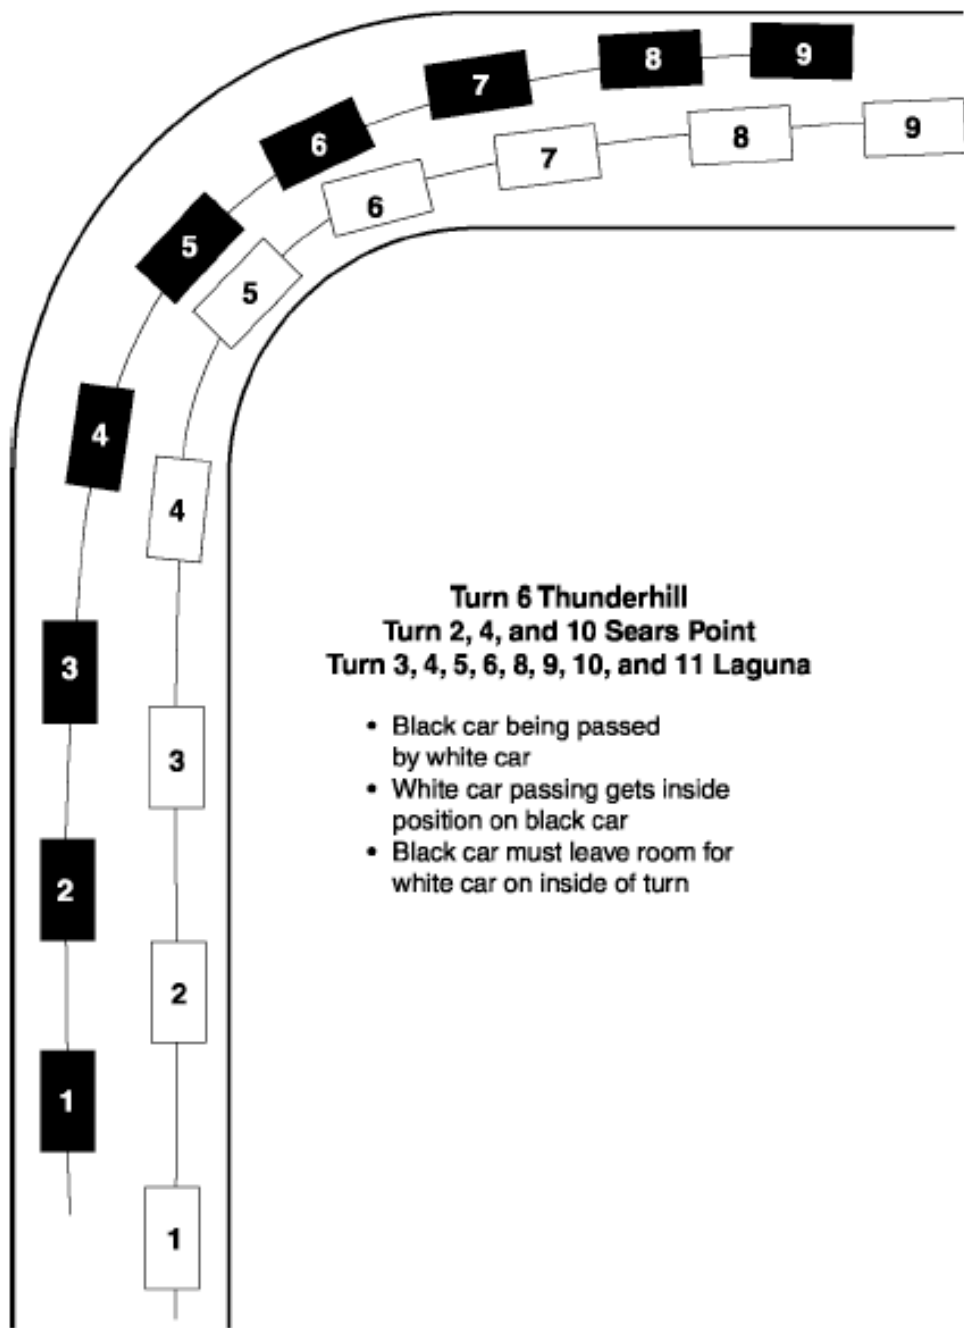 9
8
7
9
6
8
7
6
5
5
4
4
Turn 6 Thunderhill
Turn 2, 4, and 10 Sears Point
Turn 3, 4, 5, 6, 8, 9, 10, and 11 Laguna
3
• Black car being passed
by white car
3
• White car passing gets inside
position on black car
• Black car must leave room for
white car on inside of turn
2
2
1
1